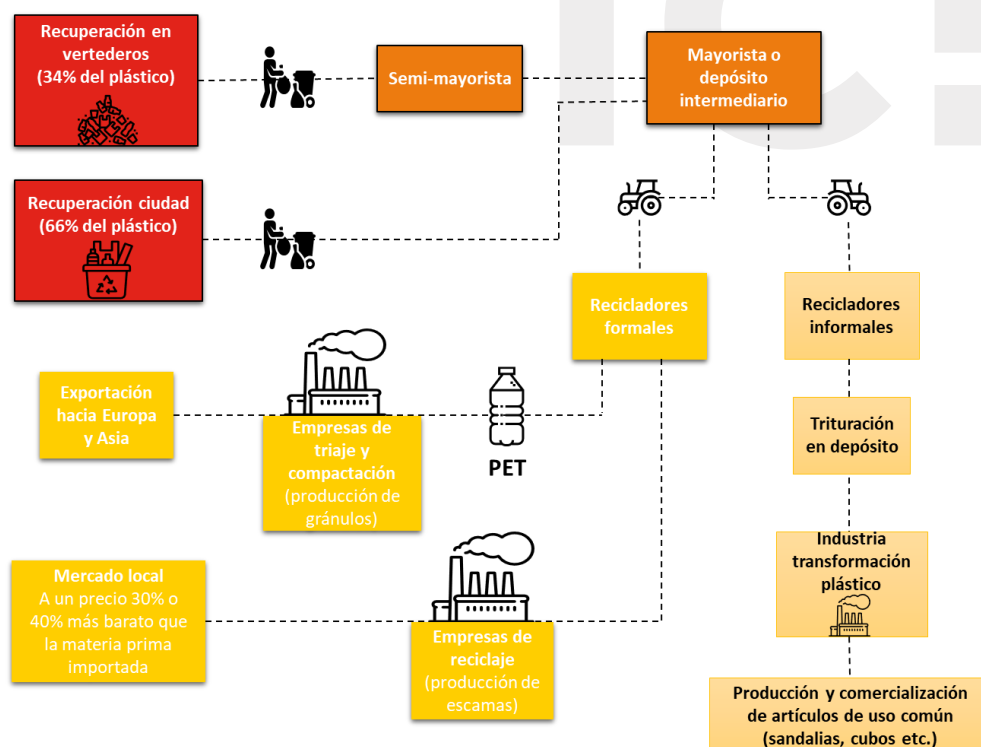 Recuperación en
vertederos
(34% del plástico)
Semi-mayorista
Mayorista o
depósito
intermediario
Recuperación ciudad
(66% del plástico)
Recicladores
formales
Recicladores
informales
Exportación
hacia Europa
y Asia
Empresas de
triaje y
compactación
(producción de
gránulos)
PET
Trituración
en depósito
Industria
transformación
plástico
Mercado local
A un precio 30% o
40% más barato que
la materia prima
importada
Empresas de
reciclaje
(producción de
escamas)
Producción y comercialización
de artículos de uso común
(sandalias, cubos etc.)